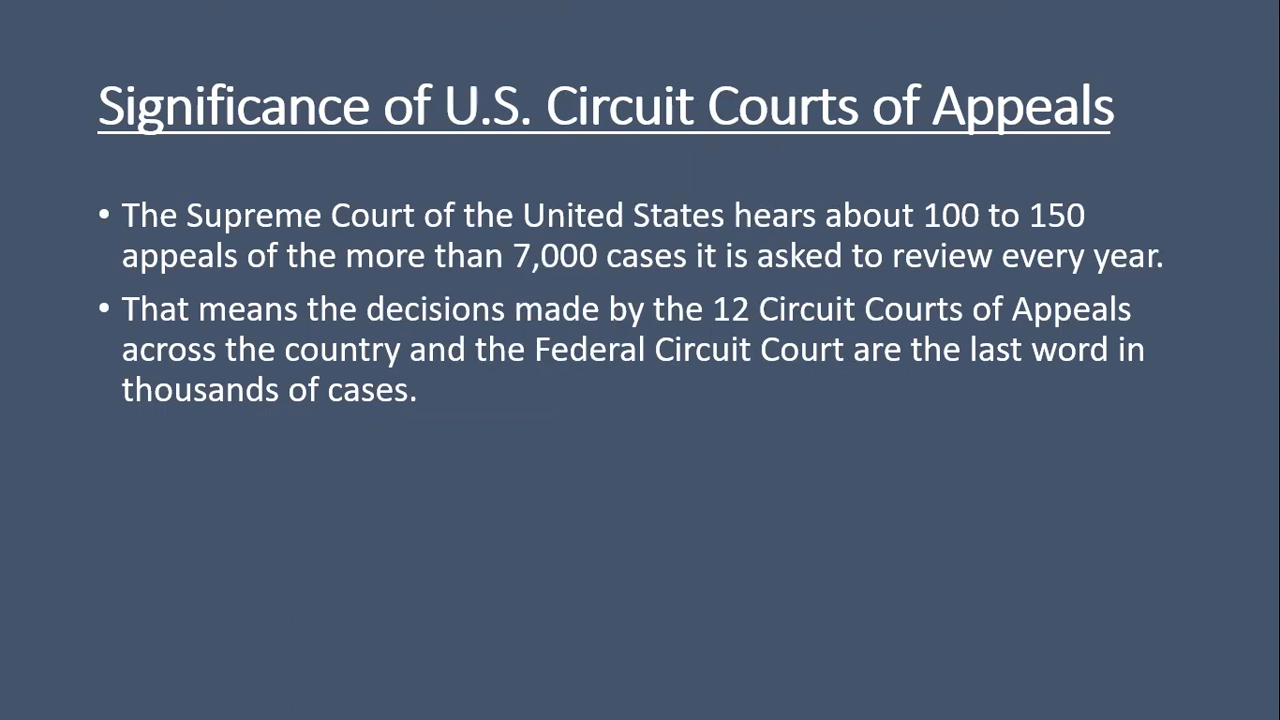 Significance of U.S. Circuit Courts of Appeals
• The Supreme Court of the United States hears about 100 to 150
appeals of the more than 7,000 cases it is asked to review every year.
• That means the decisions made by the 12 Circuit Courts of Appeals
across the country and the Federal Circuit Court are the last word in
thousands of cases.